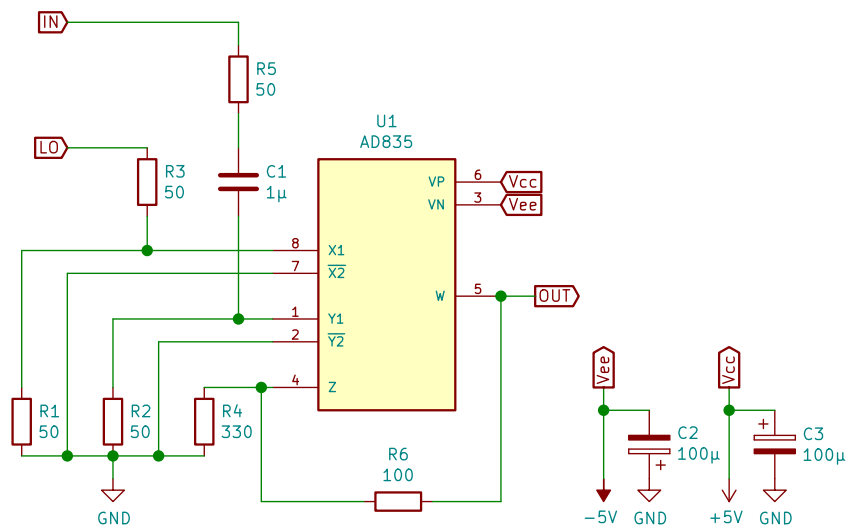 IN
R5
50
U1
AD835
LO
R3
50
C1
1µ
VP
6
Vcc
VN
3
Vee
8
X1
7
X2
W
5
OUT
1
Y1
2
Y2
4
Z
Vee
Vcc
R1
50
R2
50
R4
330
R6
100
C2
100µ
+
+
C3
100µ
GND
-5V
GND
+5V
GND